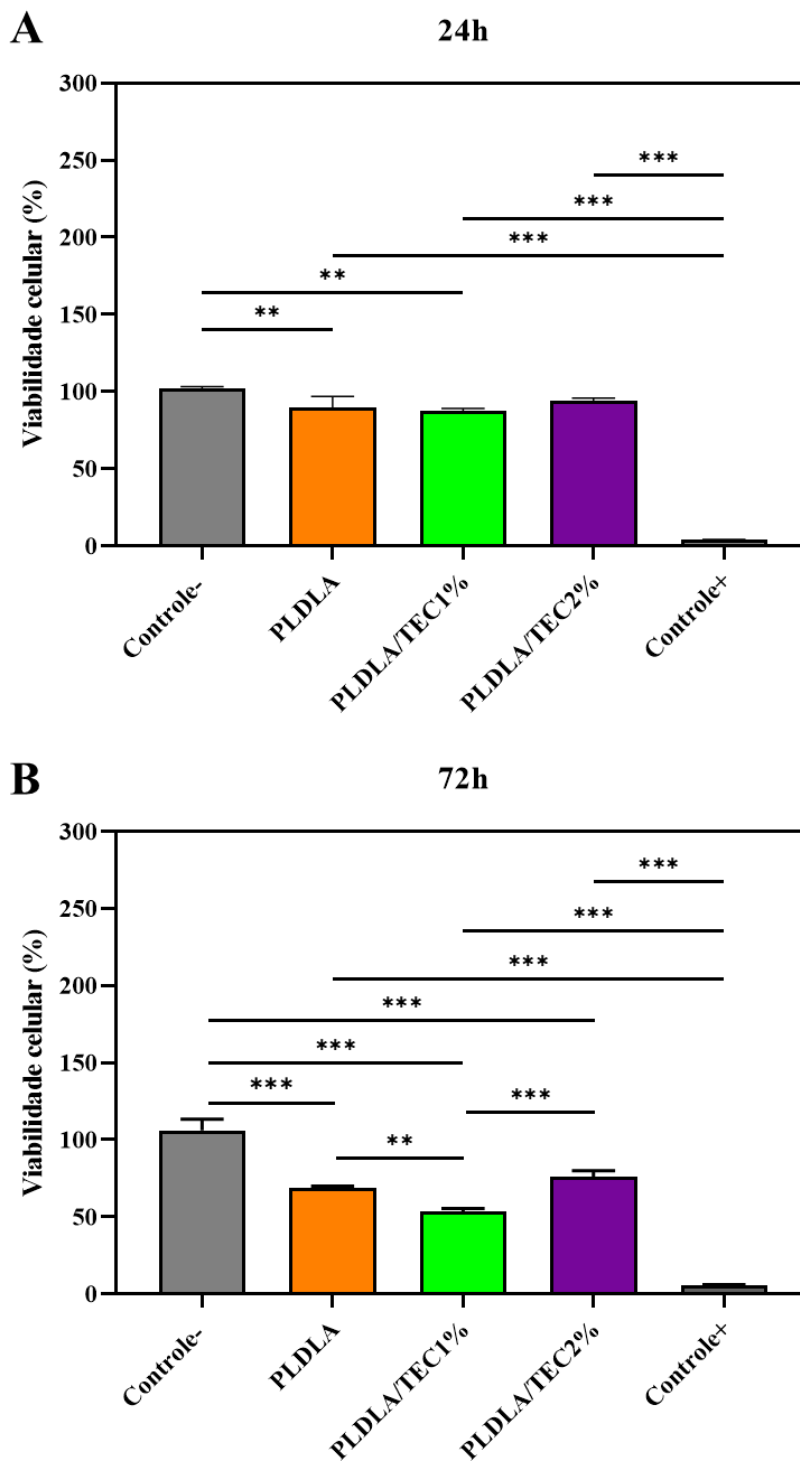 A
24h
Viabilidade celular (%)
300
250
200
150
100
50
0
***
***
***
**
**
Controle-
PLDLA
PLDLA/TEC1%
PLDLA/TEC2%
Controle+
B
72h
Viabilidade celular (%)
300
250
200
150
100
50
0
***
***
***
***
***
***
***
**
Controle-
PLDLA
PLDLA/TEC1%
PLDLA/TEC2%
Controle+